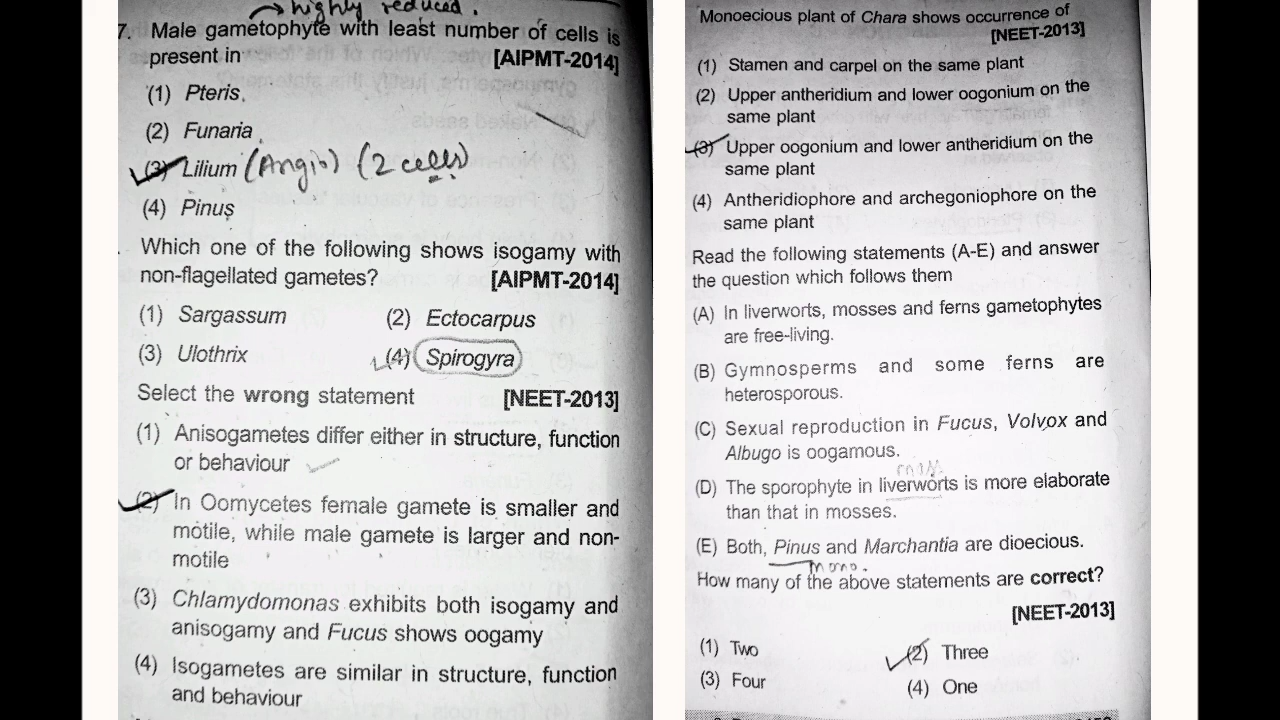 highly reduced.
7. Male gametophyte with least number of cells is
present in [AIPMT-2014]
(1) Pteris
(2) Funaria
(3) Lilium (Angio) (2 cells)
(4) Pinus
Which one of the following shows isogamy with
non-flagellated gametes? [AIPMT-2014]
(1) Sargassum (2) Ectocarpus
(3) Ulothrix (4) Spirogyra
Select the wrong statement [NEET-2013]
(1) Anisogametes differ either in structure, function
or behaviour
(2) In Oomycetes female gamete is smaller and
motile, while male gamete is larger and non-
motile
(3) Chlamydomonas exhibits both isogamy and
anisogamy and Fucus shows oogamy
(4) Isogametes are similar in structure, function
and behaviour
Monoecious plant of Chara shows occurrence of
[NEET-2013]
(1) Stamen and carpel on the same plant
(2) Upper antheridium and lower oogonium on the
same plant
(3) Upper oogonium and lower antheridium on the
same plant
(4) Antheridiophore and archegoniophore on the
same plant
Read the following statements (A-E) and answer
the question which follows them
(A) In liverworts, mosses and ferns gametophytes
are free-living.
(B) Gymnosperms and some ferns are
heterosporous.
(C) Sexual reproduction in Fucus, Volvox and
Albugo is oogamous.
moss
(D) The sporophyte in liverworts is more elaborate
than that in mosses.
(E) Both, Pinus and Marchantia are dioecious.
mono.
How many of the above statements are correct?
[NEET-2013]
(1) Two (2) Three
(3) Four (4) One